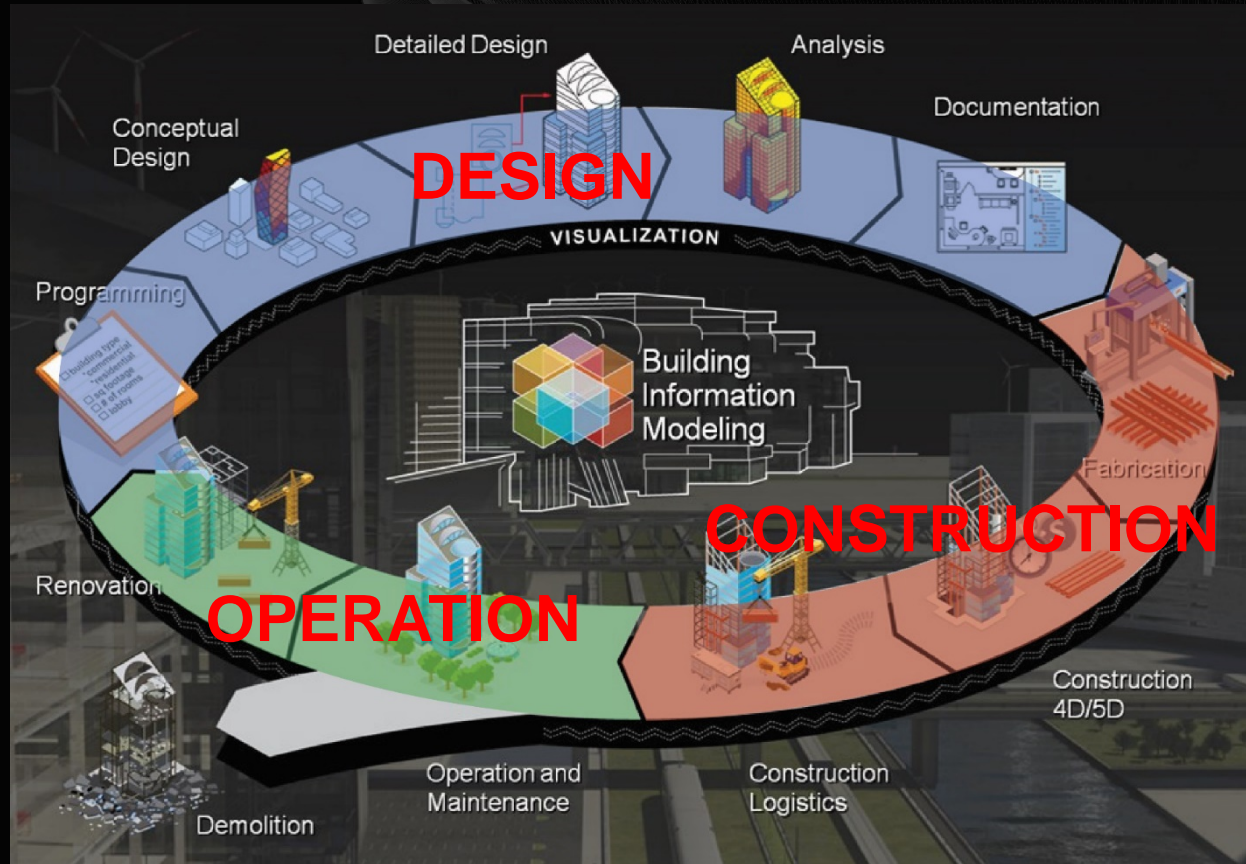 Detailed Design
Analysis
Documentation
Conceptual
Design
DESIGN
VISUALIZATION
Programming
building type
*commercial
*residential
sq footage
# of rooms
lobby
Building
Information
Modeling
Fabrication
CONSTRUCTION
Renovation
OPERATION
Construction
4D/5D
Operation and
Maintenance
Construction
Logistics
Demolition